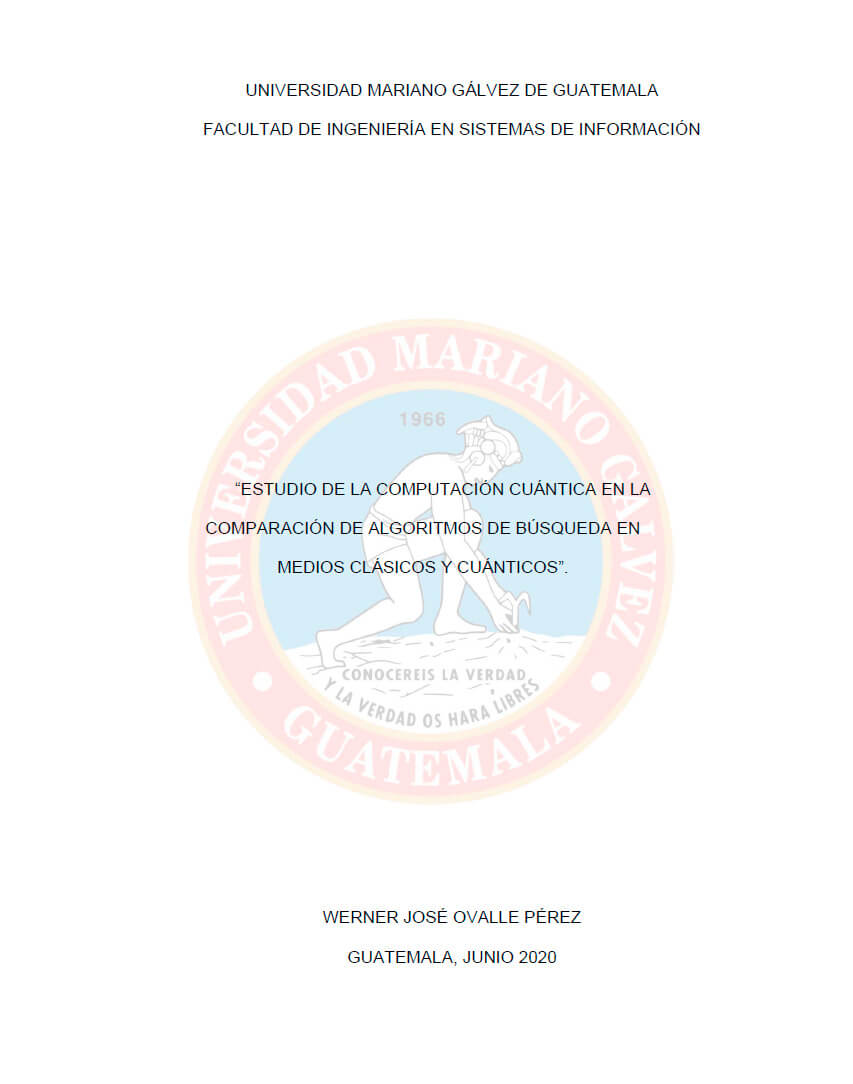 UNIVERSIDAD MARIANO GÁLVEZ DE GUATEMALA
FACULTAD DE INGENIERÍA EN SISTEMAS DE INFORMACIÓN
UNIVERSIDAD MARIANO GALVEZ
1966
“ESTUDIO DE LA COMPUTACIÓN CUÁNTICA EN LA
COMPARACIÓN DE ALGORITMOS DE BÚSQUEDA EN
MEDIOS CLÁSICOS Y CUÁNTICOS”.
CONOCEREIS LA VERDAD
Y LA VERDAD OS HARA LIBRES
GUATEMALA
WERNER JOSÉ OVALLE PÉREZ
GUATEMALA, JUNIO 2020